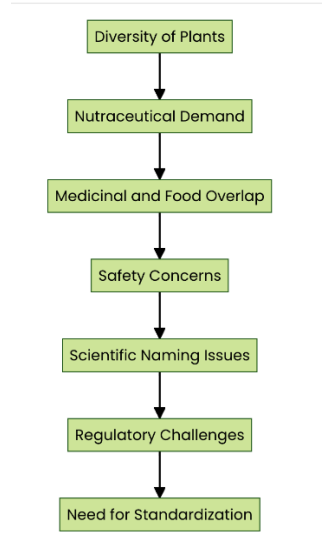 Diversity of Plants
Nutraceutical Demand
Medicinal and Food Overlap
Safety Concerns
Scientific Naming Issues
Regulatory Challenges
Need for Standardization